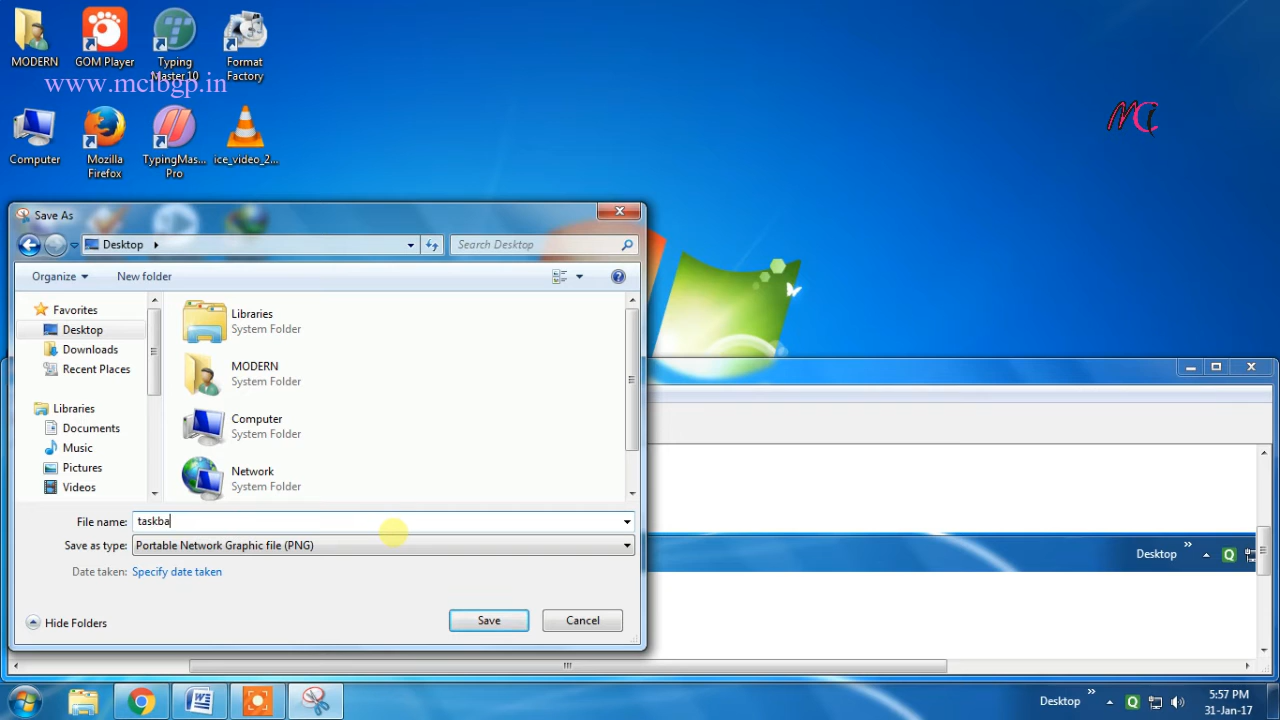 MODERN
GOM Player
Typing
Master 10
Format
Factory
www.mcibgp.in
Computer
Mozilla
Firefox
TypingMas...
Pro
ice_video_2...
MCi
Save As
Desktop
Search Desktop
Organize
New folder
Favorites
Desktop
Downloads
Recent Places
Libraries
Documents
Music
Pictures
Videos
Libraries
System Folder
MODERN
System Folder
Computer
System Folder
Network
System Folder
File name: taskba
Save as type: Portable Network Graphic file (PNG)
Date taken: Specify date taken
Hide Folders
Save
Cancel
Desktop »
Desktop »
5:57 PM
31-Jan-17